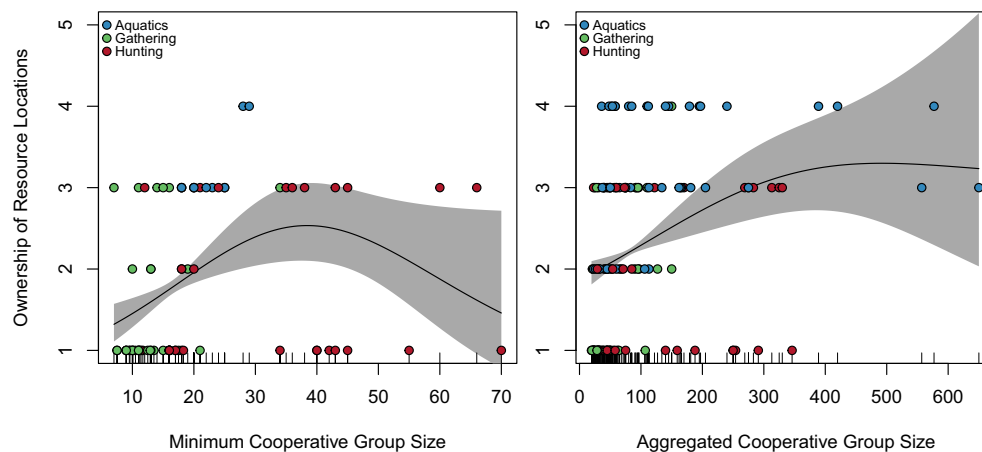 Ownership of Resource Locations
5
4
3
2
1
Aquatics
Gathering
Hunting
10 20 30 40 50 60 70
Minimum Cooperative Group Size
5
4
3
2
1
Aquatics
Gathering
Hunting
0 100 200 300 400 500 600
Aggregated Cooperative Group Size